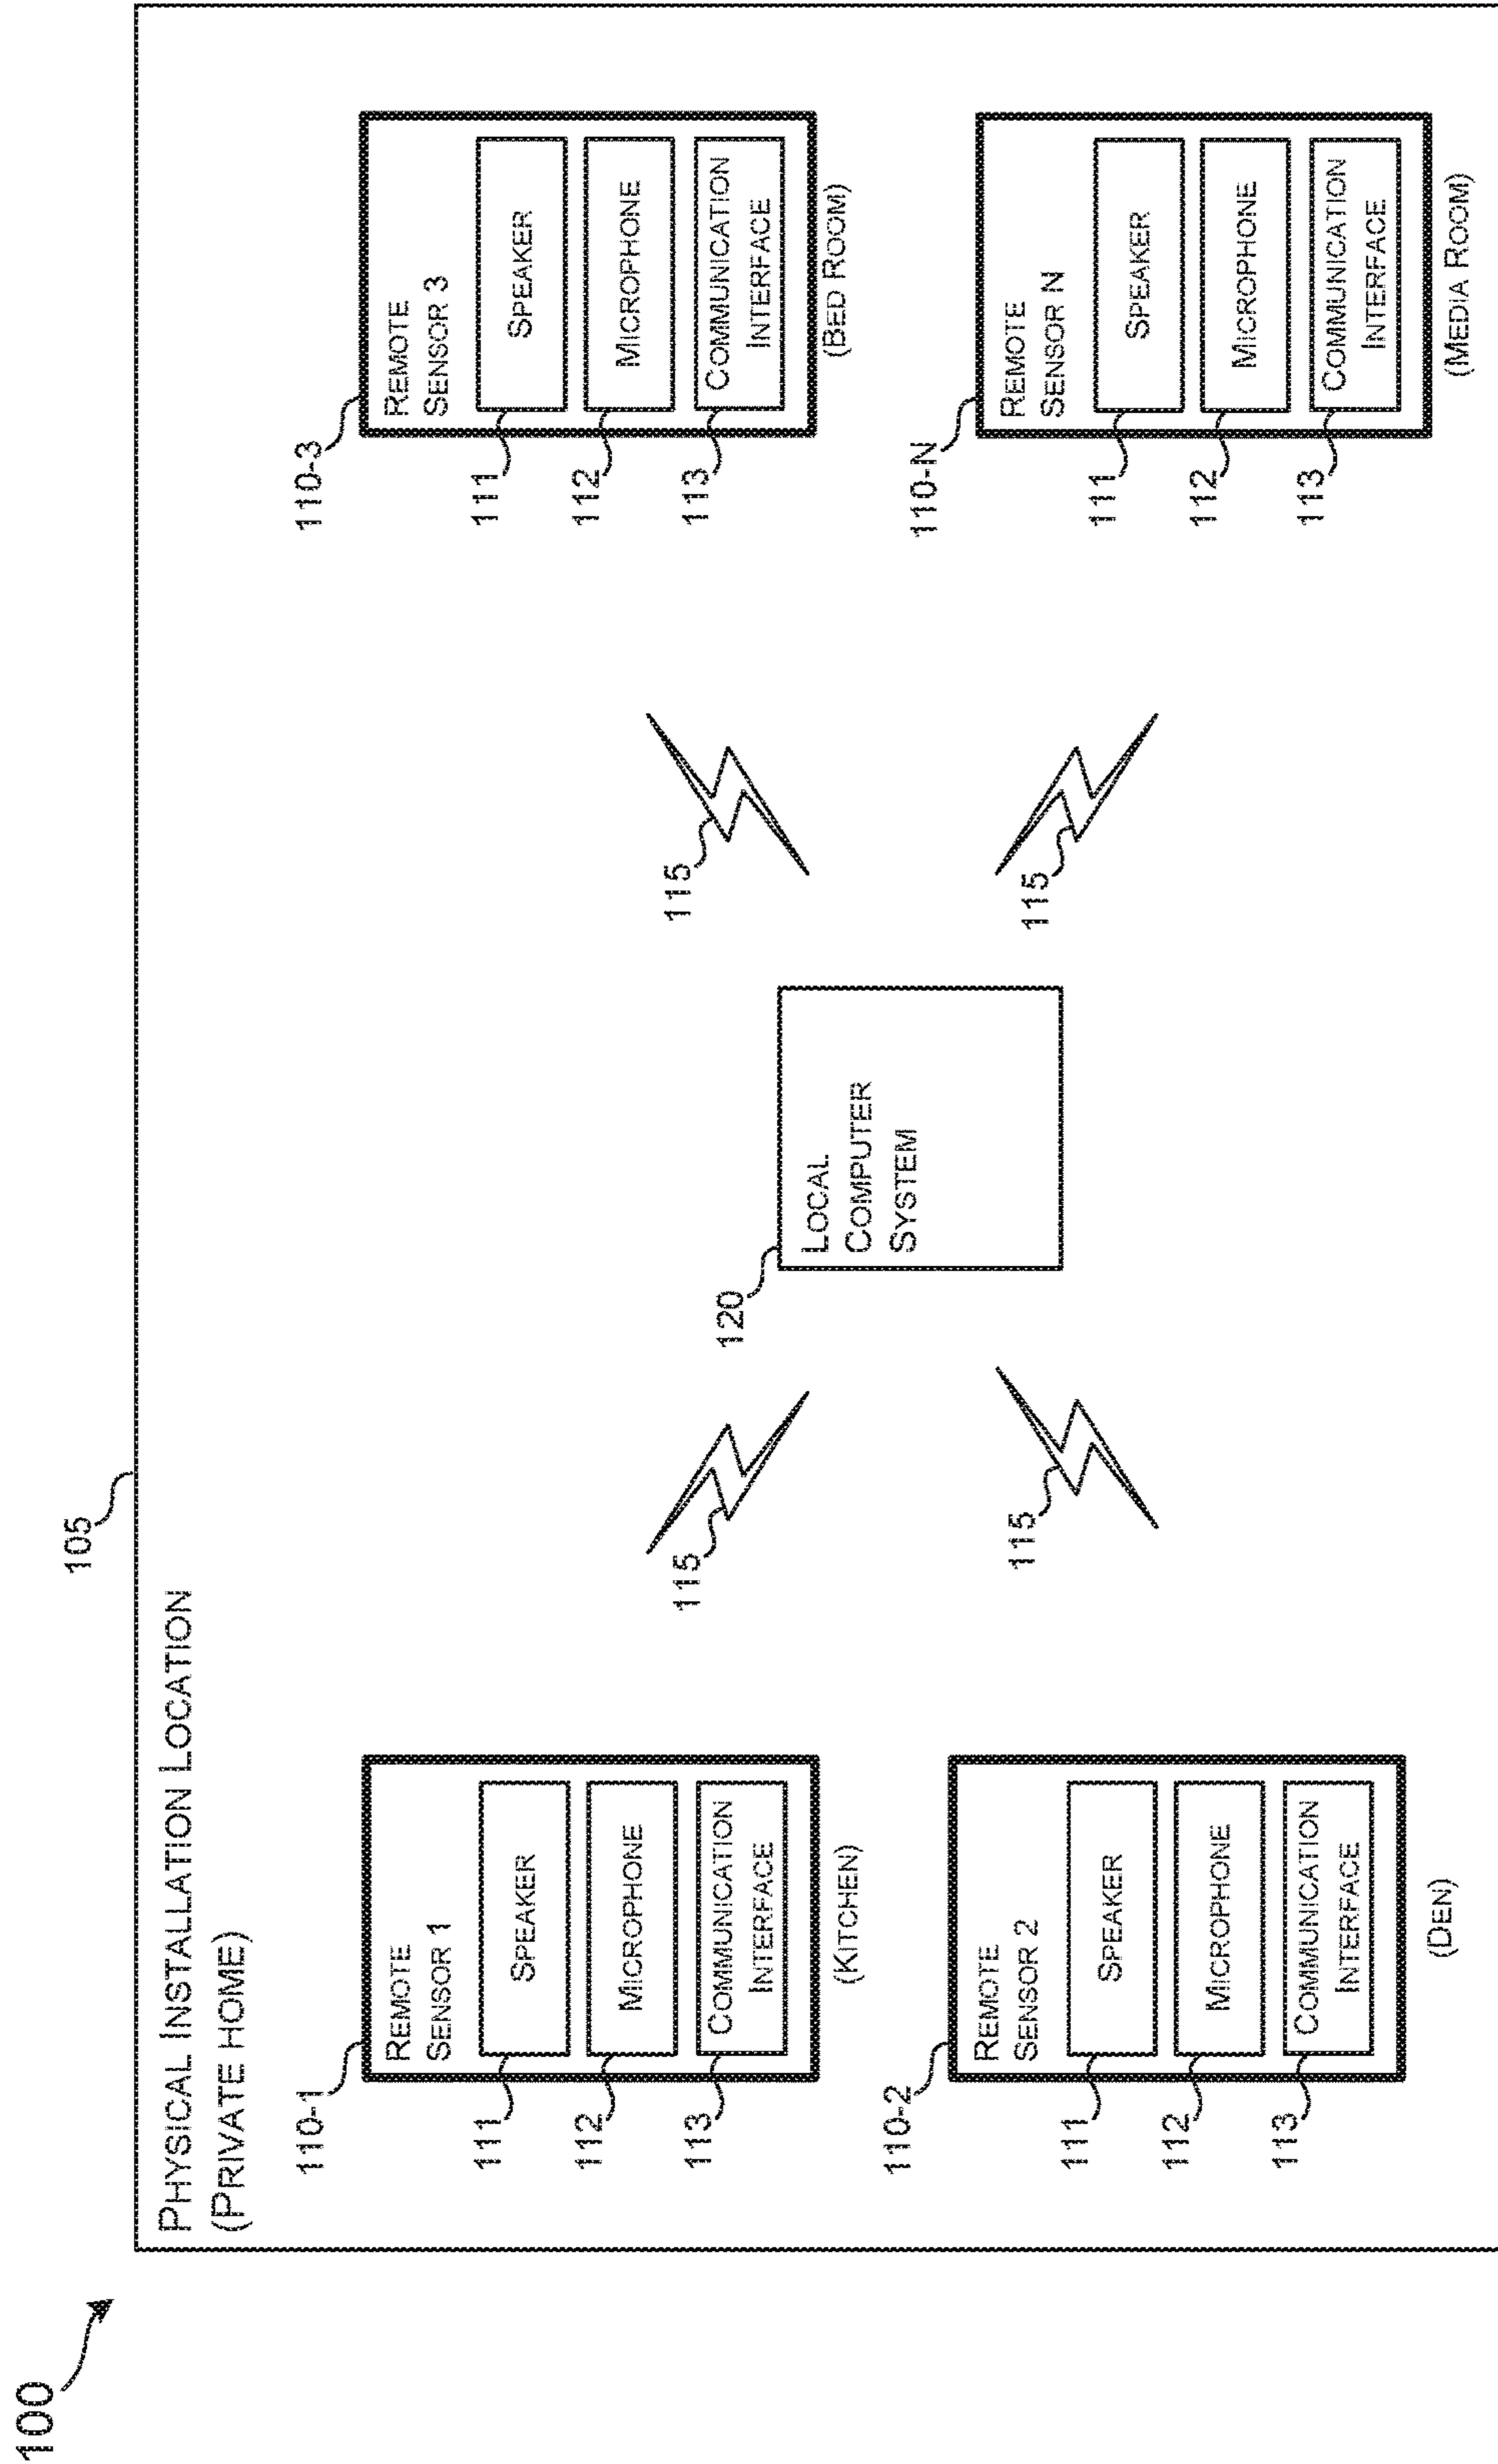 100
105
PHYSICAL INSTALLATION LOCATION
(PRIVATE HOME)
110-1
REMOTE
SENSOR 1
111
SPEAKER
112
MICROPHONE
113
COMMUNICATION
INTERFACE
(KITCHEN)
110-2
REMOTE
SENSOR 2
111
SPEAKER
112
MICROPHONE
113
COMMUNICATION
INTERFACE
(DEN)
115
115
120
LOCAL
COMPUTER
SYSTEM
115
115
110-3
REMOTE
SENSOR 3
111
SPEAKER
112
MICROPHONE
113
COMMUNICATION
INTERFACE
(BED ROOM)
110-N
REMOTE
SENSOR N
111
SPEAKER
112
MICROPHONE
113
COMMUNICATION
INTERFACE
(MEDIA ROOM)